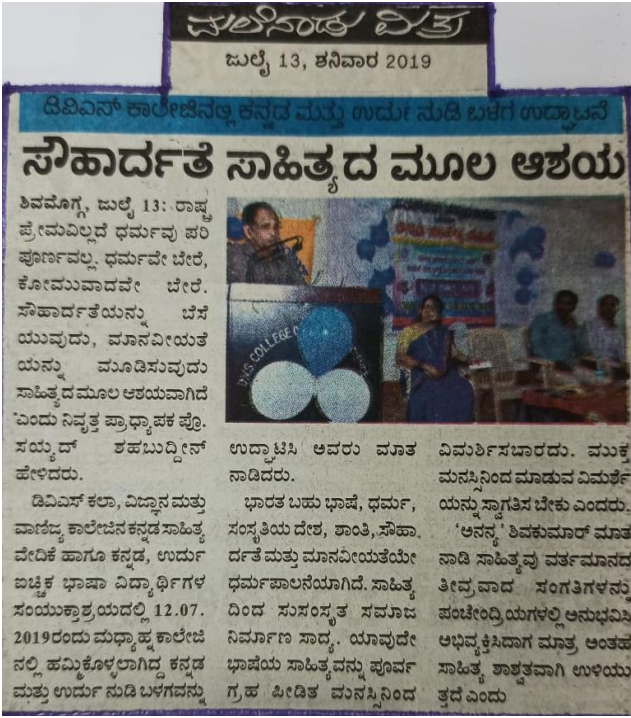 ಮಲೆನಾಡು ಮಿತ್ರ
ಜುಲೈ 13, ಶನಿವಾರ 2019
ಡಿವಿಎಸ್ ಕಾಲೇಜಿನಲ್ಲಿ ಕನ್ನಡ ಮತ್ತು ಉರ್ದು ನುಡಿ ಬಳಗ ಉದ್ಘಾಟನೆ
ಸೌಹಾರ್ದತೆ ಸಾಹಿತ್ಯದ ಮೂಲ ಆಶಯ
ಶಿವಮೊಗ್ಗ, ಜುಲೈ 13: ರಾಷ್ಟ್ರ
ಪ್ರೇಮವಿಲ್ಲದೆ ಧರ್ಮವು ಪರಿ
ಪೂರ್ಣವಲ್ಲ. ಧರ್ಮವೇ ಬೇರೆ,
ಕೋಮುವಾದವೇ ಬೇರೆ.
ಸೌಹಾರ್ದತೆಯನ್ನು ಬೆಸೆ
ಯುವುದು, ಮಾನವೀಯತೆ
ಯನ್ನು ಮೂಡಿಸುವುದು
ಸಾಹಿತ್ಯದ ಮೂಲ ಆಶಯವಾಗಿದೆ
ಎಂದು ನಿವೃತ್ತ ಪ್ರಾಧ್ಯಾಪಕ ಪ್ರೊ.
ಸಯ್ಯದ್ ಶಹಬುದ್ದೀನ್
ಹೇಳಿದರು.
ಡಿವಿಎಸ್ ಕಲಾ, ವಿಜ್ಞಾನ ಮತ್ತು
ವಾಣಿಜ್ಯ ಕಾಲೇಜಿನ ಕನ್ನಡ ಸಾಹಿತ್ಯ
ವೇದಿಕೆ ಹಾಗೂ ಕನ್ನಡ, ಉರ್ದು
ಐಚ್ಛಿಕ ಭಾಷಾ ವಿದ್ಯಾರ್ಥಿಗಳ
ಸಂಯುಕ್ತಾಶ್ರಯದಲ್ಲಿ 12.07.
2019ರಂದು ಮಧ್ಯಾಹ್ನ ಕಾಲೇಜಿ
ನಲ್ಲಿ ಹಮ್ಮಿಕೊಳ್ಳಲಾಗಿದ್ದ ಕನ್ನಡ
ಮತ್ತು ಉರ್ದು ನುಡಿ ಬಳಗವನ್ನು
DVS COLLEGE
ಉದ್ಘಾಟಿಸಿ ಅವರು ಮಾತ
ನಾಡಿದರು.
ಭಾರತ ಬಹು ಭಾಷೆ, ಧರ್ಮ,
ಸಂಸ್ಕೃತಿಯ ದೇಶ, ಶಾಂತಿ, ಸೌಹಾ
ರ್ದತೆ ಮತ್ತು ಮಾನವೀಯತೆಯೇ
ಧರ್ಮಪಾಲನೆಯಾಗಿದೆ. ಸಾಹಿತ್ಯ
ದಿಂದ ಸುಸಂಸ್ಕೃತ ಸಮಾಜ
ನಿರ್ಮಾಣ ಸಾಧ್ಯ. ಯಾವುದೇ
ಭಾಷೆಯ ಸಾಹಿತ್ಯವನ್ನು ಪೂರ್ವ
ಗ್ರಹ ಪೀಡಿತ ಮನಸ್ಸಿನಿಂದ
ವಿಮರ್ಶಿಸಬಾರದು. ಮುಕ್ತ
ಮನಸ್ಸಿನಿಂದ ಮಾಡುವ ವಿಮರ್ಶೆ
ಯನ್ನು ಸ್ವಾಗತಿಸ ಬೇಕು ಎಂದರು.
'ಅನನ್ಯ' ಶಿವಕುಮಾರ್ ಮಾತ
ನಾಡಿ ಸಾಹಿತ್ಯವು ವರ್ತಮಾನದ
ತೀವ್ರವಾದ ಸಂಗತಿಗಳನ್ನು
ಪಂಚೇಂದ್ರಿಯಗಳಲ್ಲಿ ಅನುಭವಿಸಿ
ಅಭಿವ್ಯಕ್ತಿಸಿದಾಗ ಮಾತ್ರ ಅಂತಹ
ಸಾಹಿತ್ಯ ಶಾಶ್ವತವಾಗಿ ಉಳಿಯು
ತ್ತದೆ ಎಂದು